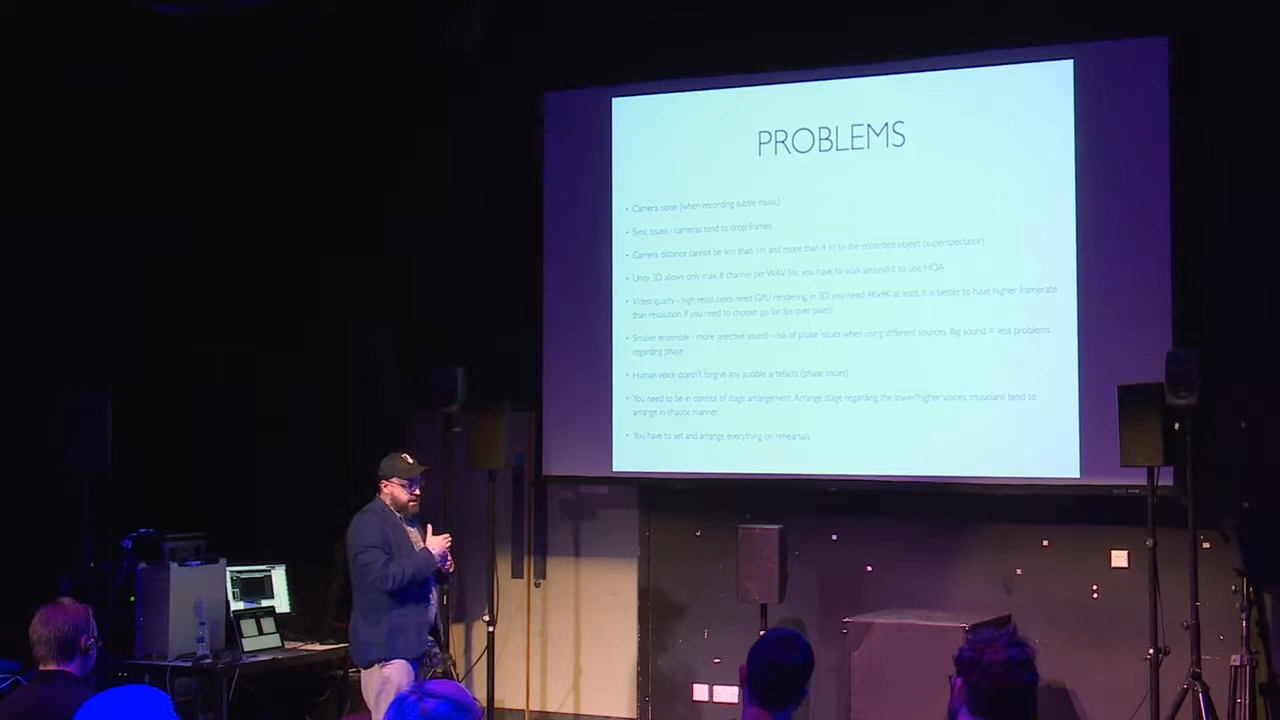 PROBLEMS
• Camera noise (when recording subtle music)
• Sync issues - cameras tend to drop frames
• Camera distance cannot be less than 1m and more than 4 m to the recorded object (superspectator)
• Unity 3D allows only max. 8 channel per WAV file, you have to walk around it to use HOA
• Video quality - high resolutions need GPU rendering, in 3D you need 4Kx4K at least. It is better to have higher framerate
than resolution. If you need to choose, go for fps over pixels
• Smaller ensemble - more selective sound - risk of phase issues when using different sources. Big sound = less problems
regarding phase
• Human voice doesn't forgive any audible artefacts (phase issues)
• You need to be in control of stage arrangement. Arrange stage regarding the lower/higher voices, musicians tend to
arrange in chaotic manner
• You have to set and arrange everything on rehearsals